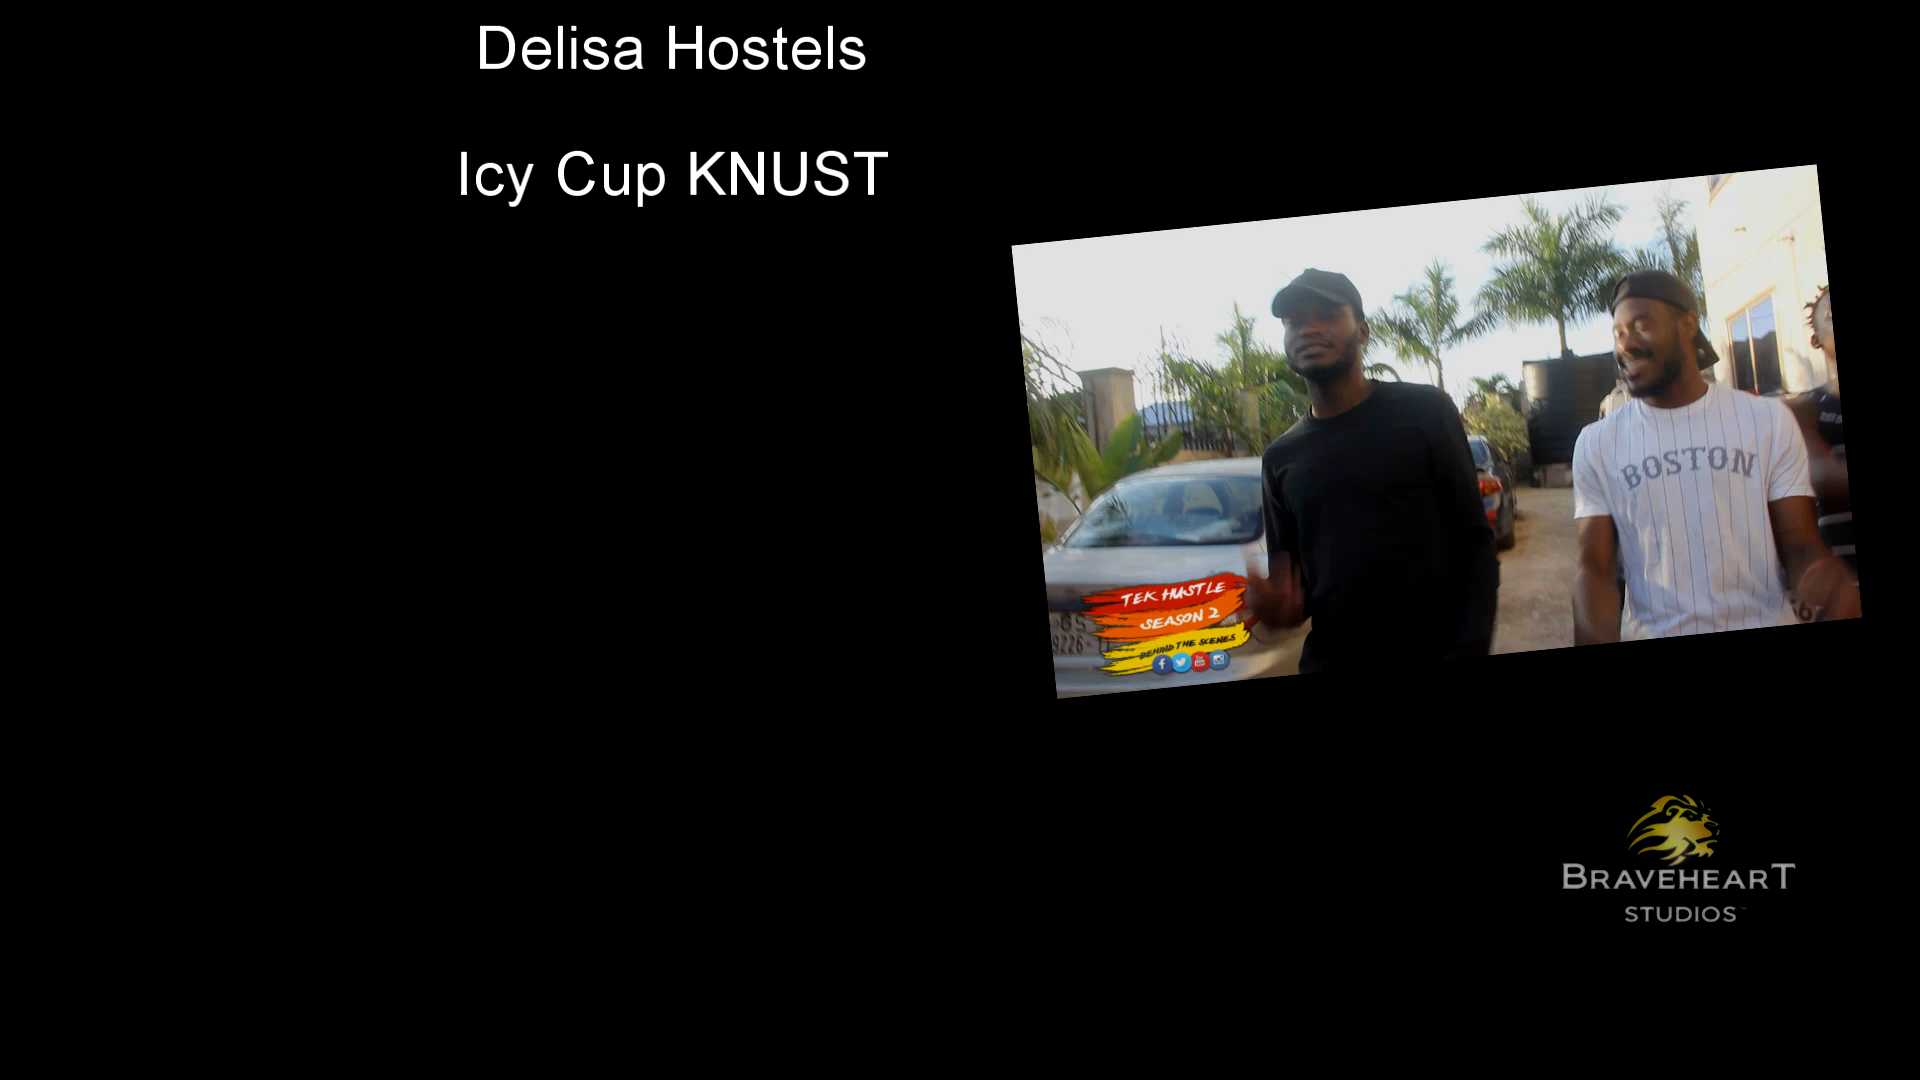 Delisa Hostels
Icy Cup KNUST
BOSTON
TEK HUSTLE
SEASON 2
BEHIND THE SCENES
BRAVEHEART
STUDIOS